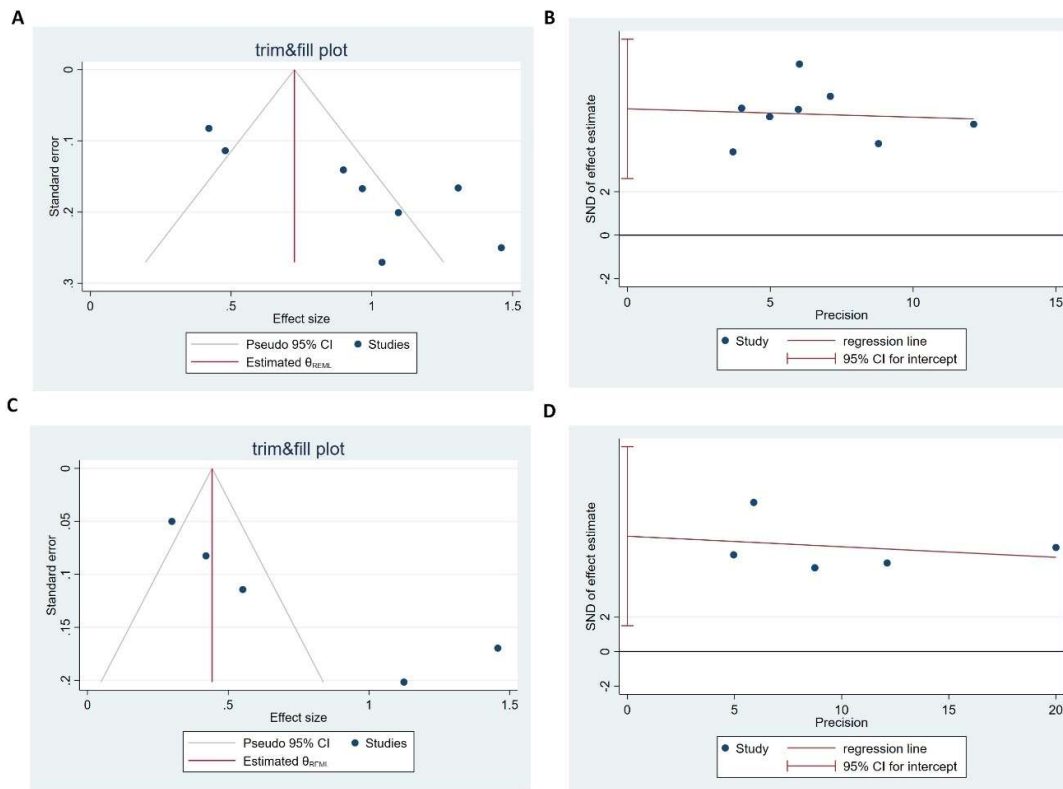 A
trim&fill plot
Standard error
0
.1
.2
.3
0
.5
1
1.5
Effect size
Pseudo 95% CI
Studies
Estimated θREML
B
SND of effect estimate
2
0
-2
0
5
10
15
Precision
Study
regression line
95% CI for intercept
C
trim&fill plot
Standard error
0
.05
.1
.15
.2
0
.5
1
1.5
Effect size
Pseudo 95% CI
Studies
Estimated θREML
D
SND of effect estimate
2
0
-2
0
5
10
15
20
Precision
Study
regression line
95% CI for intercept